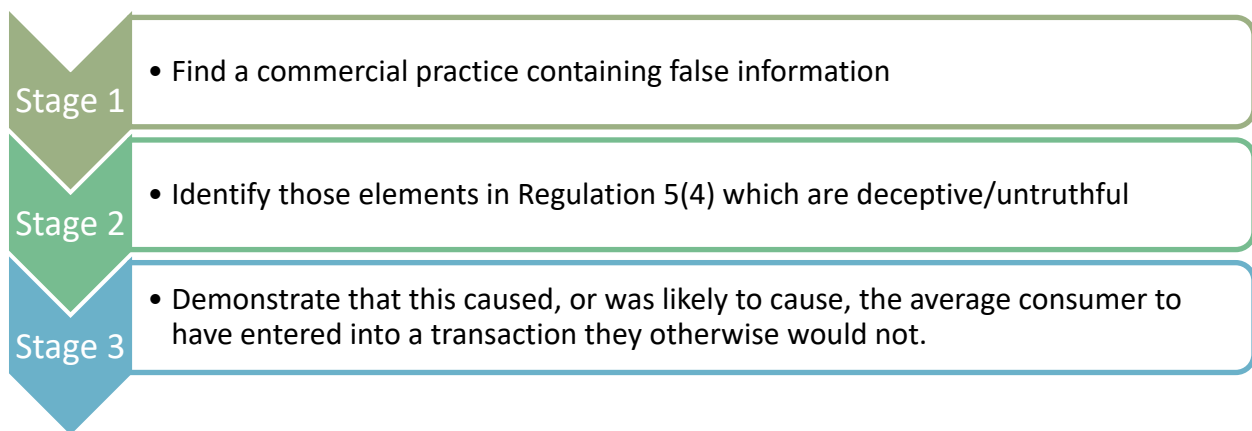 Stage 1
• Find a commercial practice containing false information
Stage 2
• Identify those elements in Regulation 5(4) which are deceptive/untruthful
Stage 3
• Demonstrate that this caused, or was likely to cause, the average consumer to
have entered into a transaction they otherwise would not.